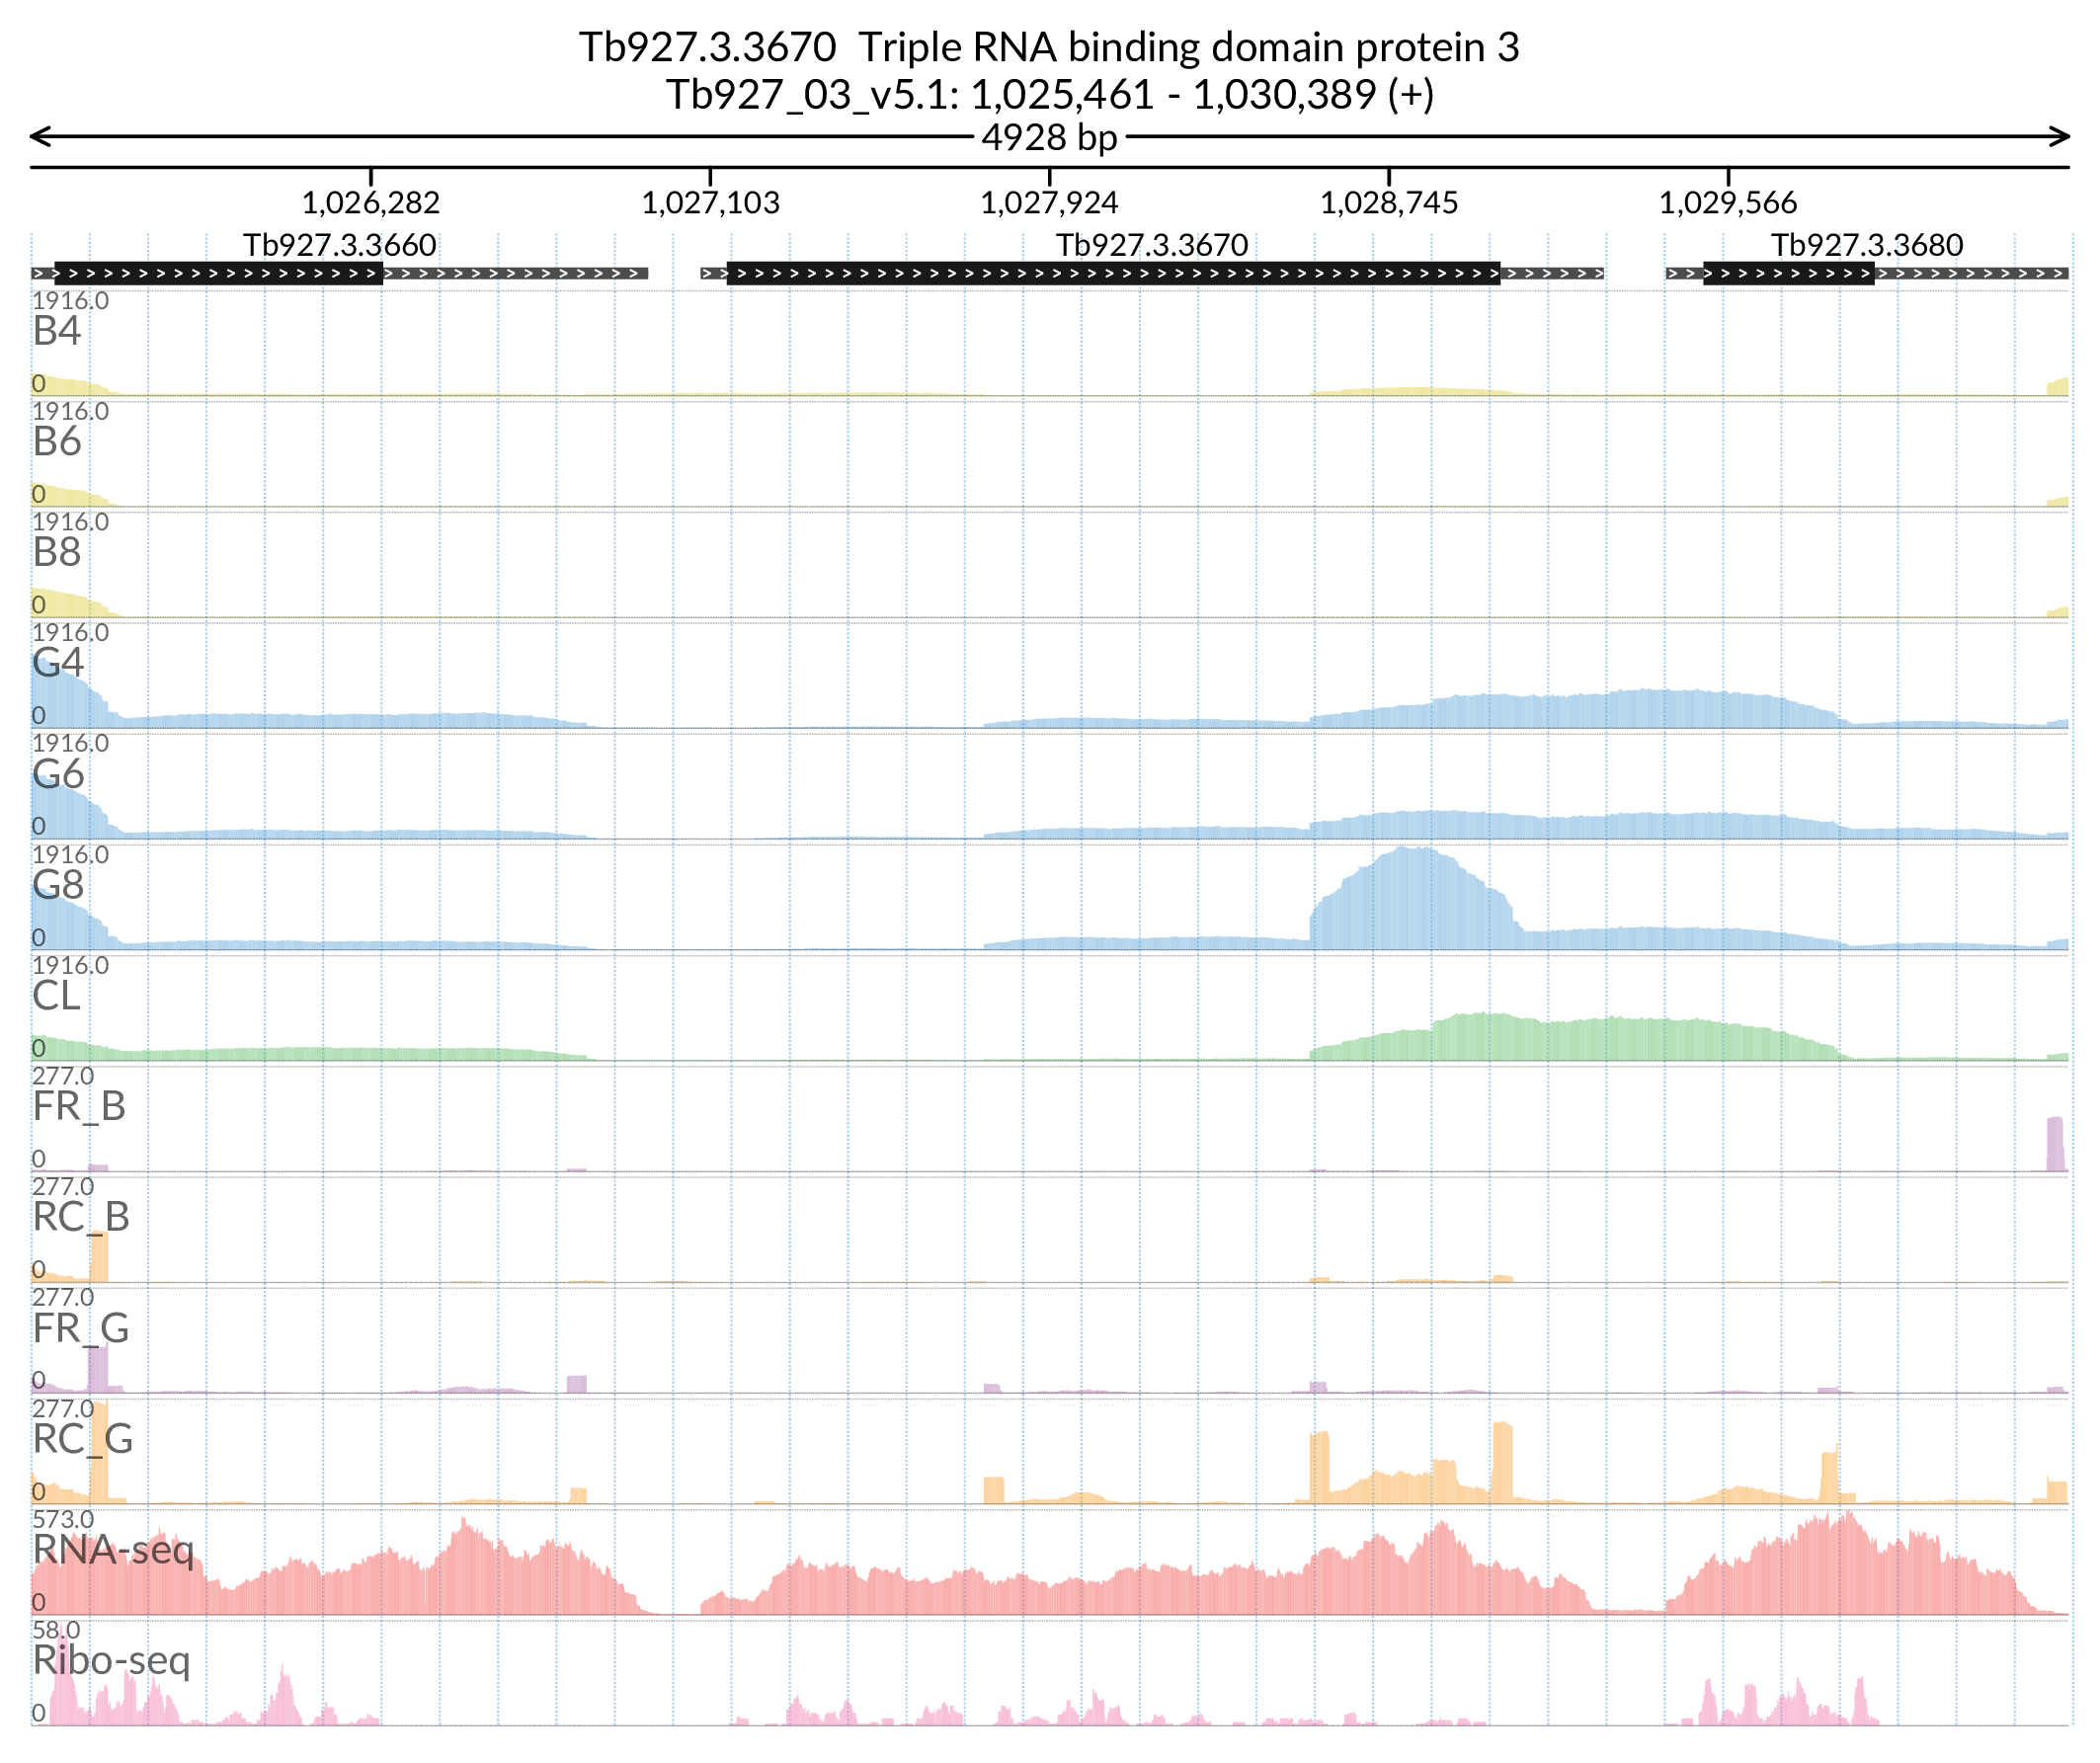 Tb927.3.3670 Triple RNA binding domain protein 3
Tb927_03_v5.1: 1,025,461 - 1,030,389 (+)
4928 bp
1,026,282 1,027,103 1,027,924 1,028,745 1,029,566
Tb927.3.3660 Tb927.3.3670 Tb927.3.3680
1916.0
B4
0
1916.0
B6
0
1916.0
B8
0
1916.0
G4
0
1916.0
G6
0
1916.0
G8
0
1916.0
CL
0
277.0
FR_B
0
277.0
RC_B
0
277.0
FR_G
0
277.0
RC_G
0
573.0
RNA-seq
0
58.0
Ribo-seq
0